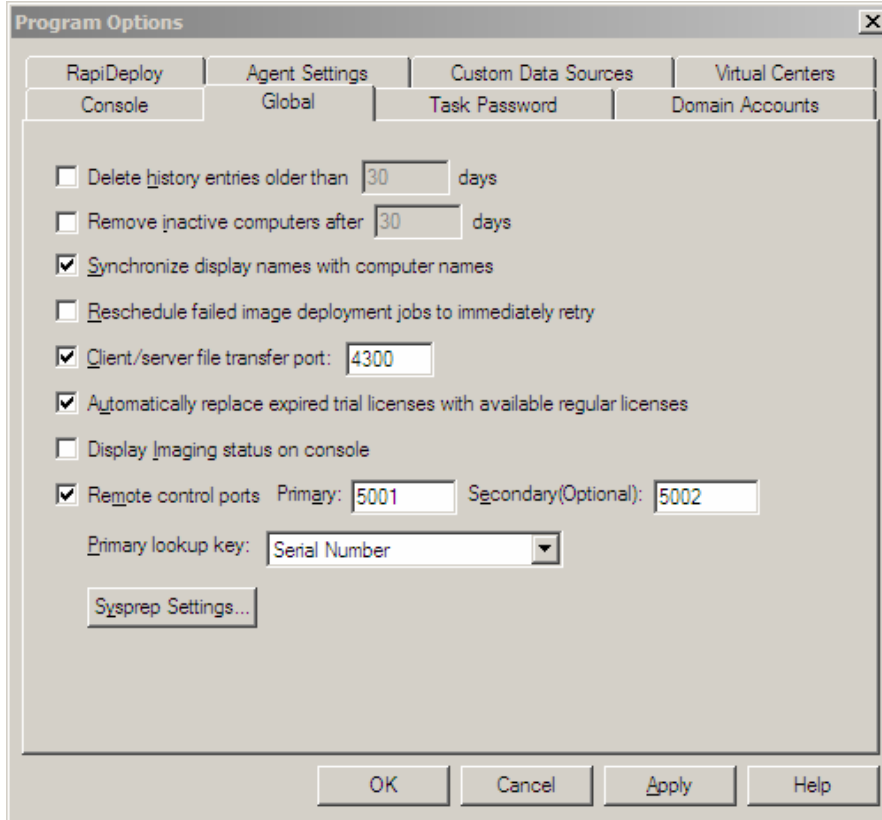 Program Options
RapiDeploy Agent Settings Custom Data Sources Virtual Centers
Console Global Task Password Domain Accounts
Delete history entries older than 30 days
Remove inactive computers after 30 days
Synchronize display names with computer names
Reschedule failed image deployment jobs to immediately retry
Client/server file transfer port: 4300
Automatically replace expired trial licenses with available regular licenses
Display Imaging status on console
Remote control ports Primary: 5001 Secondary(Optional): 5002
Primary lookup key: Serial Number
Sysprep Settings...
OK Cancel Apply Help